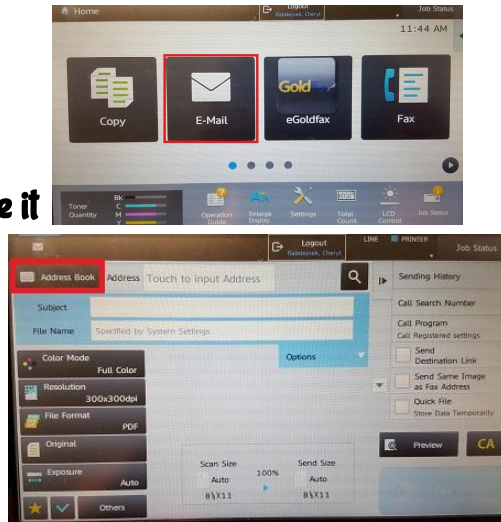 Home
Logout
Job Status
11:44 AM
Copy
E-Mail
Gold
eGoldfax
Fax
e it
Toner
Quantity
Bk
C
M
Y
Operation
Guide
Enlarge
Display
Settings
Total
Count
LCD
Control
Job Status
Logout
LINE
PRINTER
Job Status
Address Book
Address
Touch to input Address
Sending History
Subject
Call Search Number
File Name
Specified by System Settings
Call Program
Call Registered settings
Color Mode
Full Color
Options
Send
Destination Link
Resolution
300x300dpi
Send Same Image
as Fax Address
File Format
PDF
Quick File
Store Data Temporarily
Original
Preview
CA
Exposure
Auto
Scan Size
Auto
8½X11
100%
Send Size
Auto
8½X11
Others